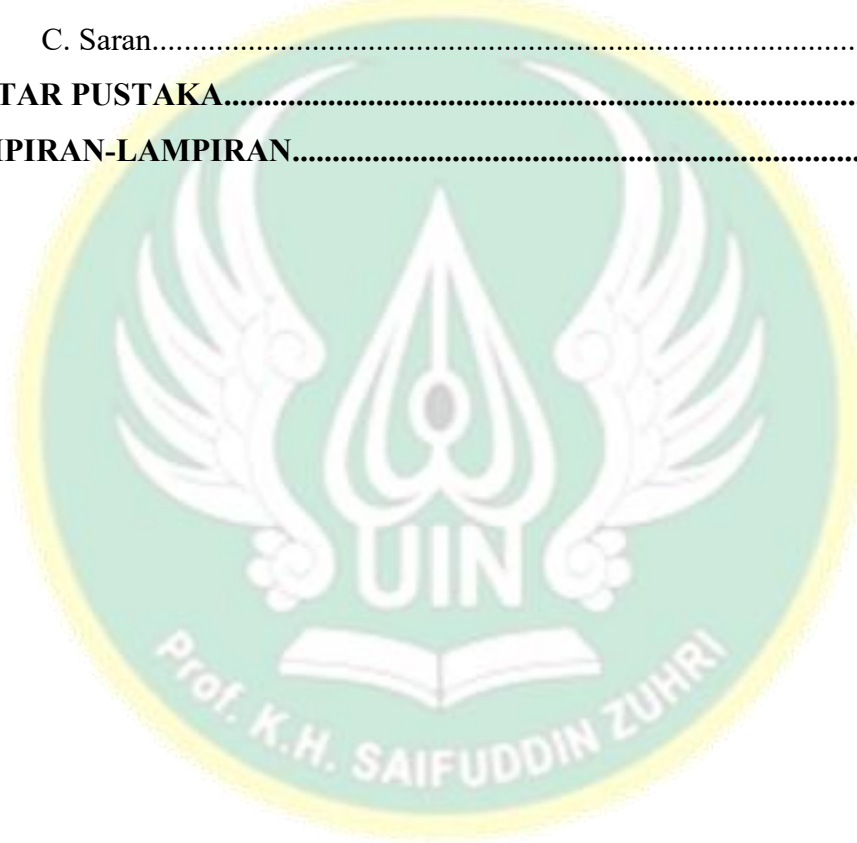 C. Saran....................................................................................
TAR PUSTAKA..........................................................................
IPIRAN-LAMPIRAN.................................................................
UIN
Prof. K.H. SAIFUDDIN ZUHRI